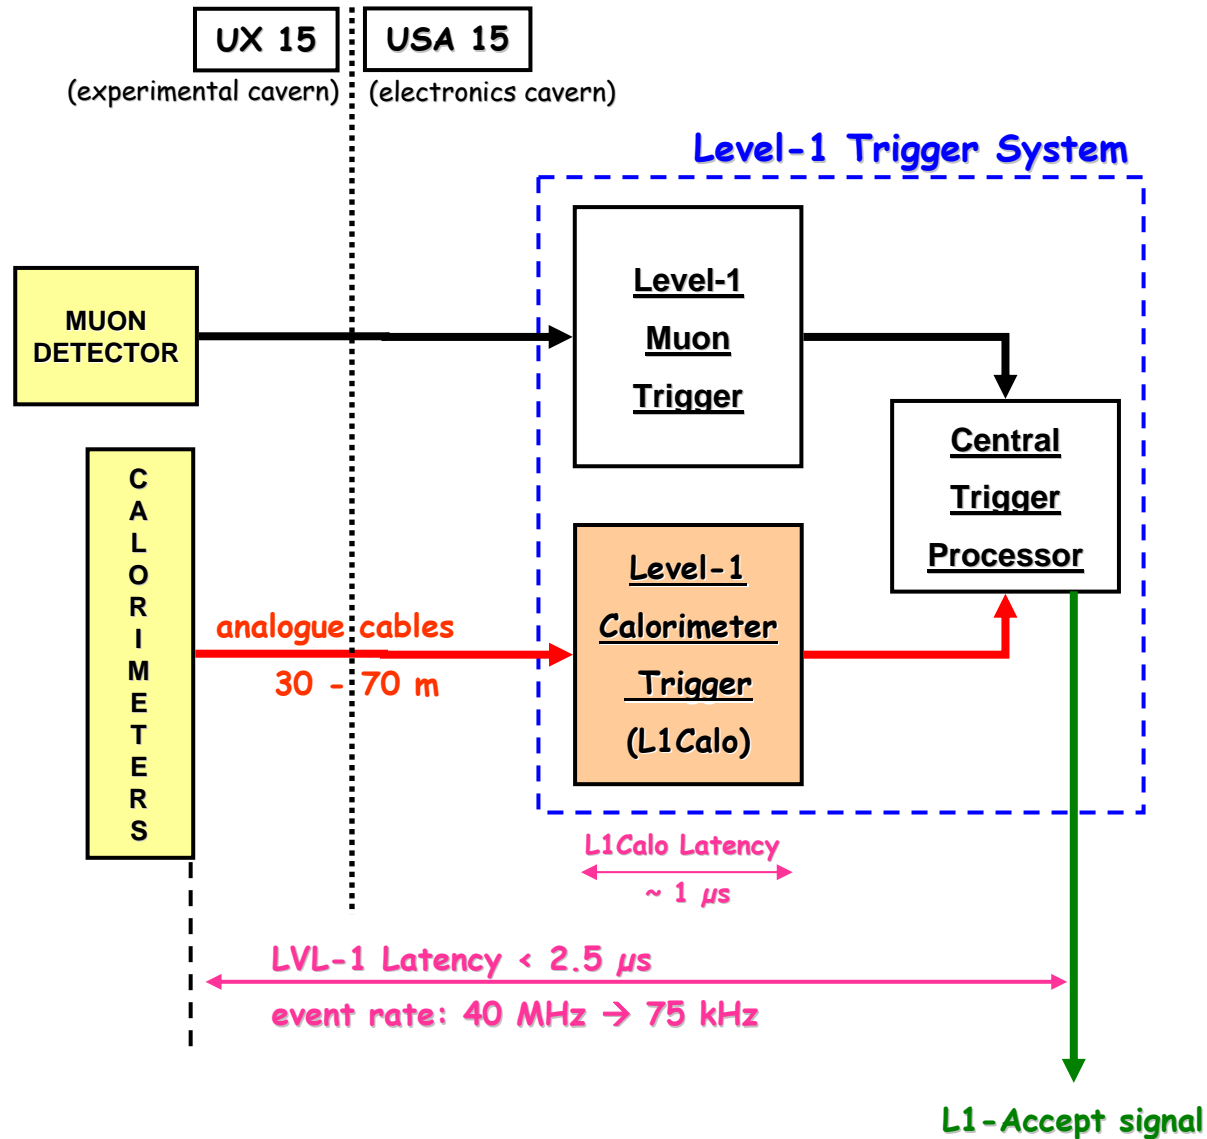 UX 15
USA 15
(experimental cavern)
(electronics cavern)
Level-1 Trigger System
MUON
DETECTOR
Level-1
Muon
Trigger
Central
Trigger
Processor
CALORIMETERS
analogue cables
30 - 70 m
Level-1
Calorimeter
Trigger
(L1Calo)
L1Calo Latency
~ 1 µs
LVL-1 Latency < 2.5 µs
event rate: 40 MHz → 75 kHz
L1-Accept signal